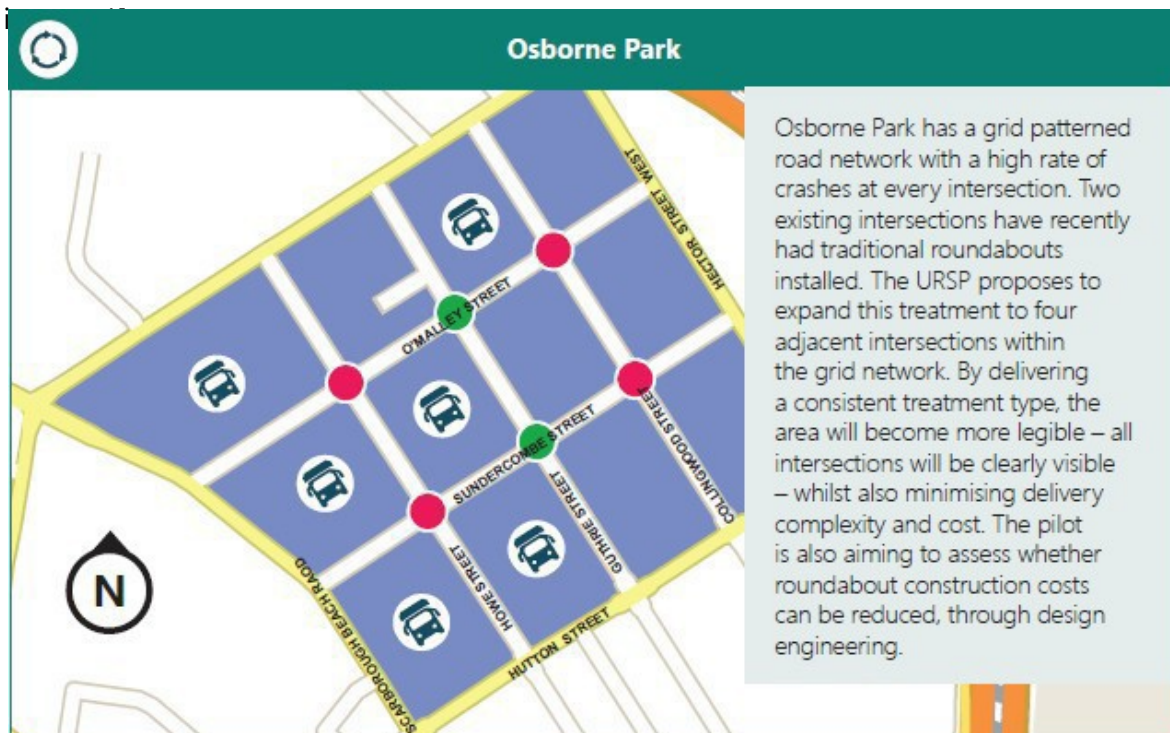 Osborne Park
Osborne Park has a grid patterned
road network with a high rate of
crashes at every intersection. Two
existing intersections have recently
had traditional roundabouts
installed. The URSP proposes to
expand this treatment to four
adjacent intersections within
the grid network. By delivering
a consistent treatment type, the
area will become more legible – all
intersections will be clearly visible
– whilst also minimising delivery
complexity and cost. The pilot
is also aiming to assess whether
roundabout construction costs
can be reduced, through design
engineering.
HECTOR STREET WEST
O'MALLEY STREET
SUNDERCOMBE STREET
COLLINGWOOD STREET
GUTHRIE STREET
HOWE STREET
HUTTON STREET
SCARBOROUGH BEACH RAOD
N